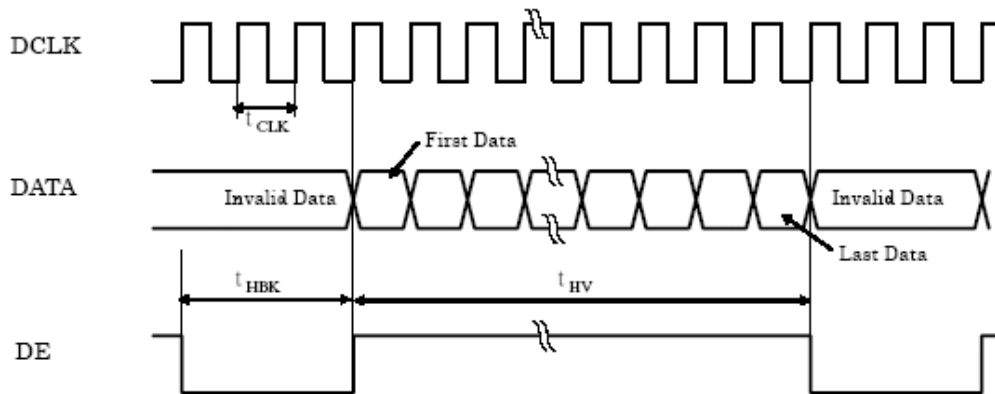 DCLK
t CLK
First Data
DATA
Invalid Data
Invalid Data
Last Data
t HBK
t HV
DE